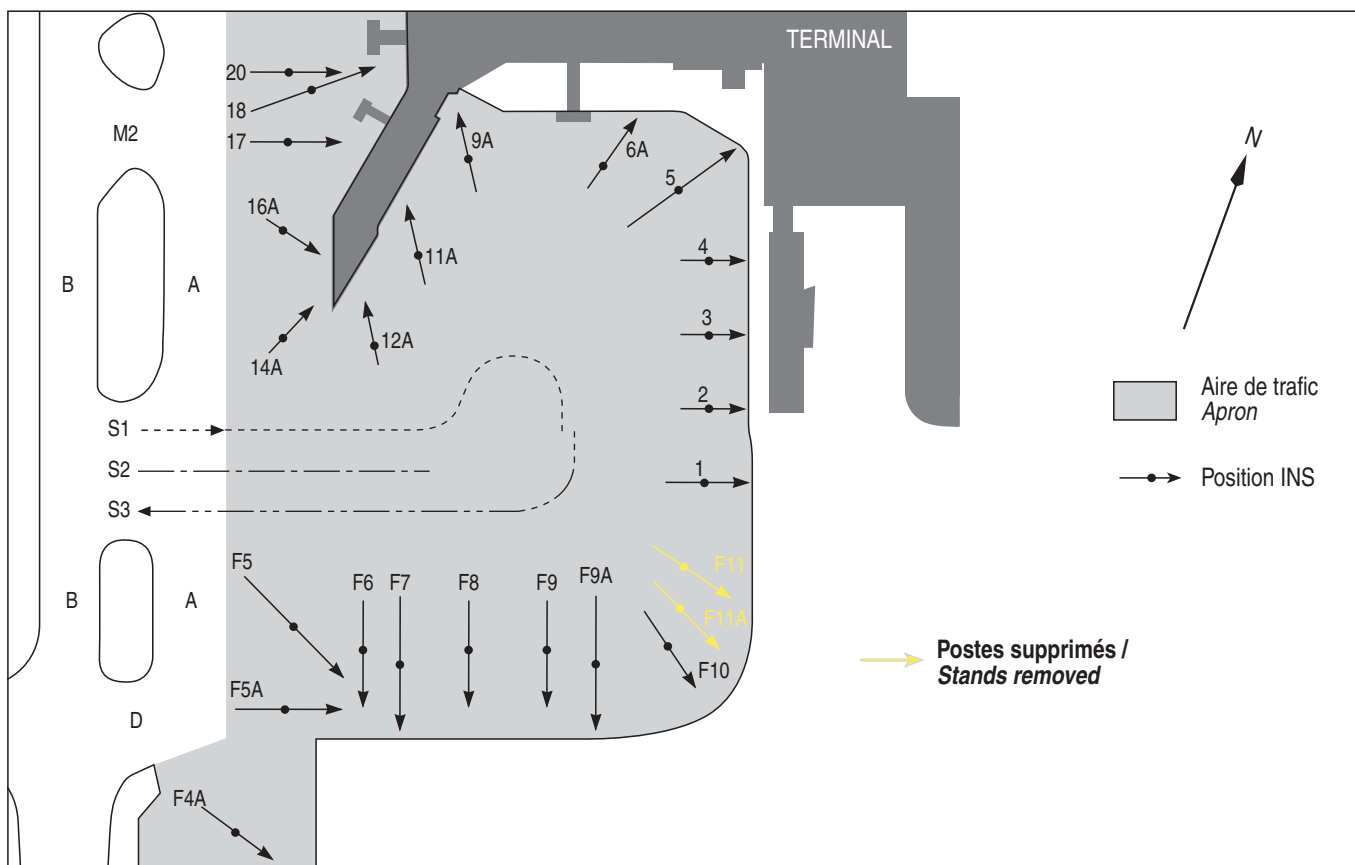 TERMINAL
20
18
M2
17
9A
6A
5
N
16A
11A
4
B
A
3
12A
14A
Aire de trafic
Apron
2
S1
S2
1
Position INS
S3
F5
F6
F7
F8
F9
F9A
F11
B
A
F11A
Postes supprimés /
Stands removed
F10
F5A
D
F4A